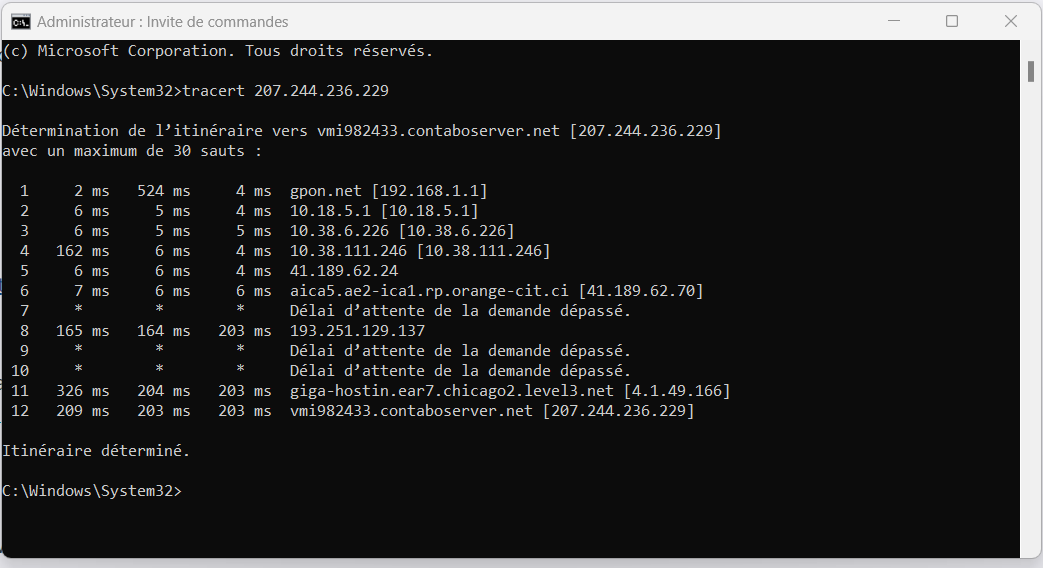 Administrateur : Invite de commandes
(c) Microsoft Corporation. Tous droits réservés.
C:\Windows\System32>tracert 207.244.236.229
Détermination de l’itinéraire vers vmi982433.contaboserver.net [207.244.236.229]
avec un maximum de 30 sauts :
1 2 ms 524 ms 4 ms gpon.net [192.168.1.1]
2 6 ms 5 ms 4 ms 10.18.5.1 [10.18.5.1]
3 6 ms 5 ms 5 ms 10.38.6.226 [10.38.6.226]
4 162 ms 6 ms 4 ms 10.38.111.246 [10.38.111.246]
5 6 ms 6 ms 4 ms 41.189.62.24
6 7 ms 6 ms 6 ms aica5.ae2-ica1.rp.orange-cit.ci [41.189.62.70]
7 * * * Délai d’attente de la demande dépassé.
8 165 ms 164 ms 203 ms 193.251.129.137
9 * * * Délai d’attente de la demande dépassé.
10 * * * Délai d’attente de la demande dépassé.
11 326 ms 204 ms 203 ms giga-hostin.ear7.chicago2.level3.net [4.1.49.166]
12 209 ms 203 ms 203 ms vmi982433.contaboserver.net [207.244.236.229]
Itinéraire déterminé.
C:\Windows\System32>